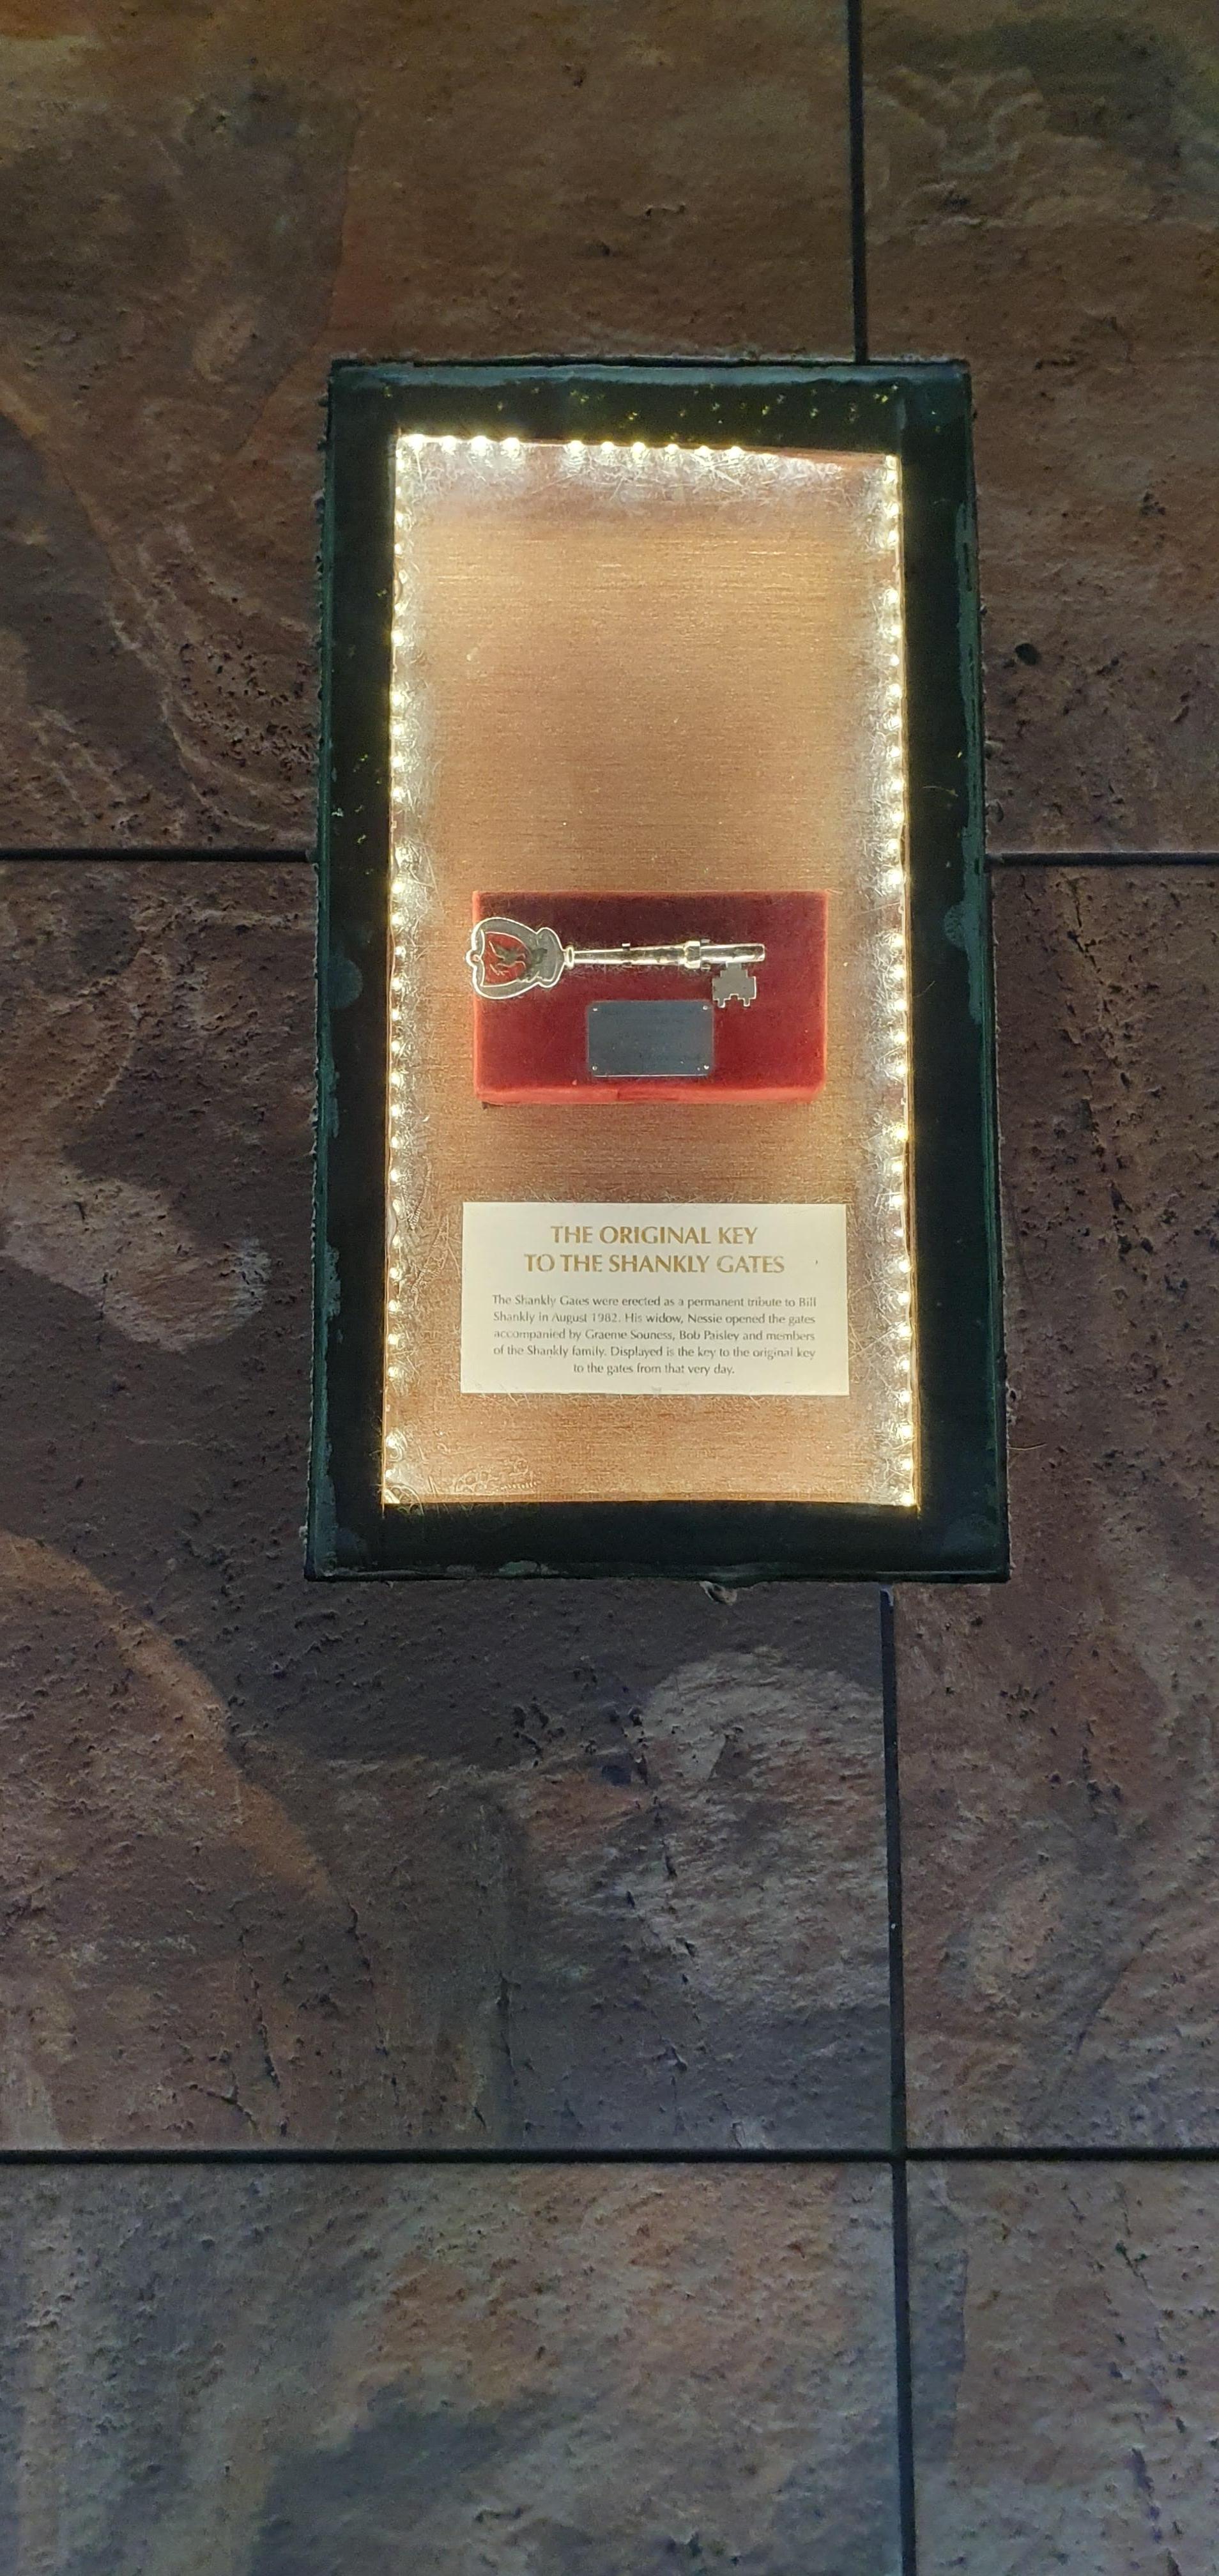 THE ORIGINAL KEY
TO THE SHANKLY GATES
The Shankly Gates were erected as a permanent tribute to Bill
Shankly in August 1982. His widow, Nessie opened the gates
accompanied by Graeme Souness, Bob Paisley and members
of the Shankly family. Displayed is the key to the original key
to the gates from that very day.